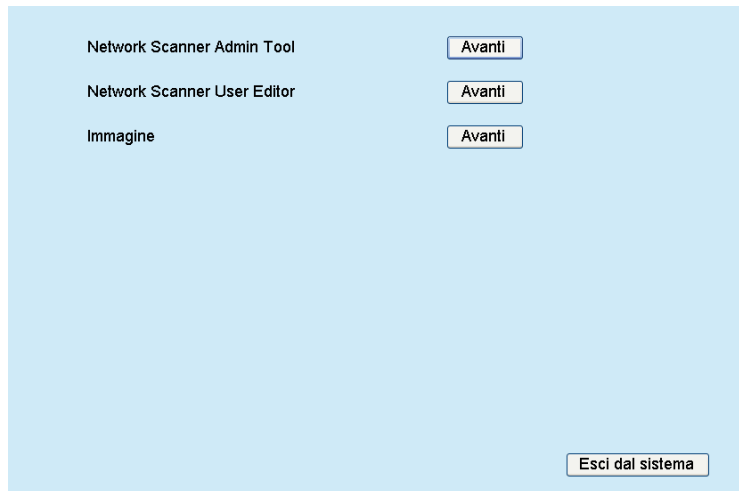 Network Scanner Admin Tool Avanti
Network Scanner User Editor Avanti
Immagine Avanti
Esci dal sistema